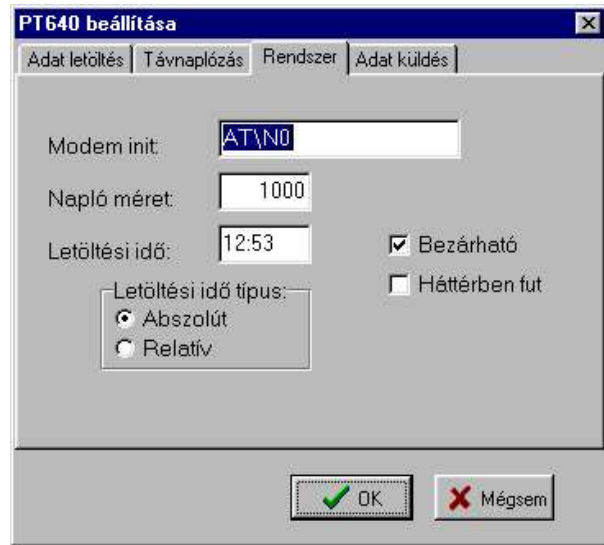 PT640 beállítása
Adat letöltés Távnaplózás Rendszer Adat küldés
Modem init: AT\N0
Napló méret: 1000
Letöltési idő: 12:53
Bezárható
Háttérben fut
Letöltési idő típus:
Abszolút
Relatív
OK Mégsem